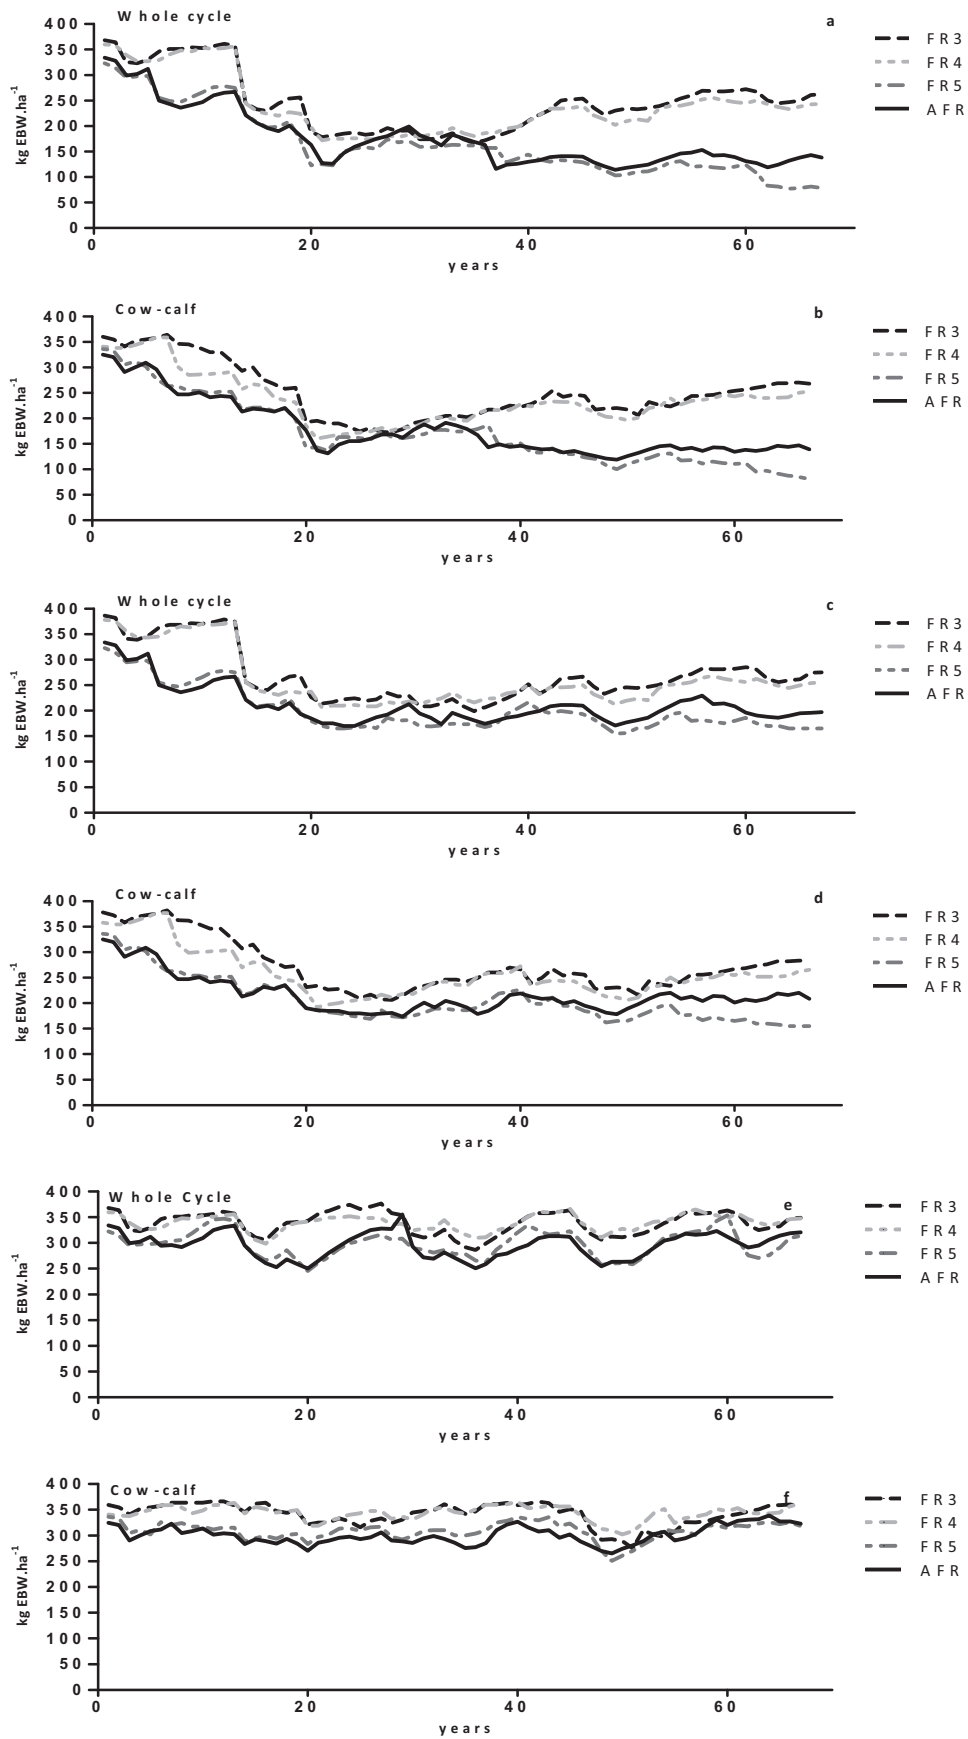 Whole cycle
a
400
350
300
250
200
150
100
50
0
kg EBW.ha-1
0 20 40 60
years
FR3
FR4
FR5
AFR
Cow-calf
b
400
350
300
250
200
150
100
50
0
kg EBW.ha-1
0 20 40 60
years
FR3
FR4
FR5
AFR
Whole cycle
c
400
350
300
250
200
150
100
50
0
kg EBW.ha-1
0 20 40 60
years
FR3
FR4
FR5
AFR
Cow-calf
d
400
350
300
250
200
150
100
50
0
kg EBW.ha-1
0 20 40 60
years
FR3
FR4
FR5
AFR
Whole Cycle
e
400
350
300
250
200
150
100
50
0
kg EBW.ha-1
0 20 40 60
years
FR3
FR4
FR5
AFR
Cow-calf
f
400
350
300
250
200
150
100
50
0
kg EBW.ha-1
0 20 40 60
years
FR3
FR4
FR5
AFR